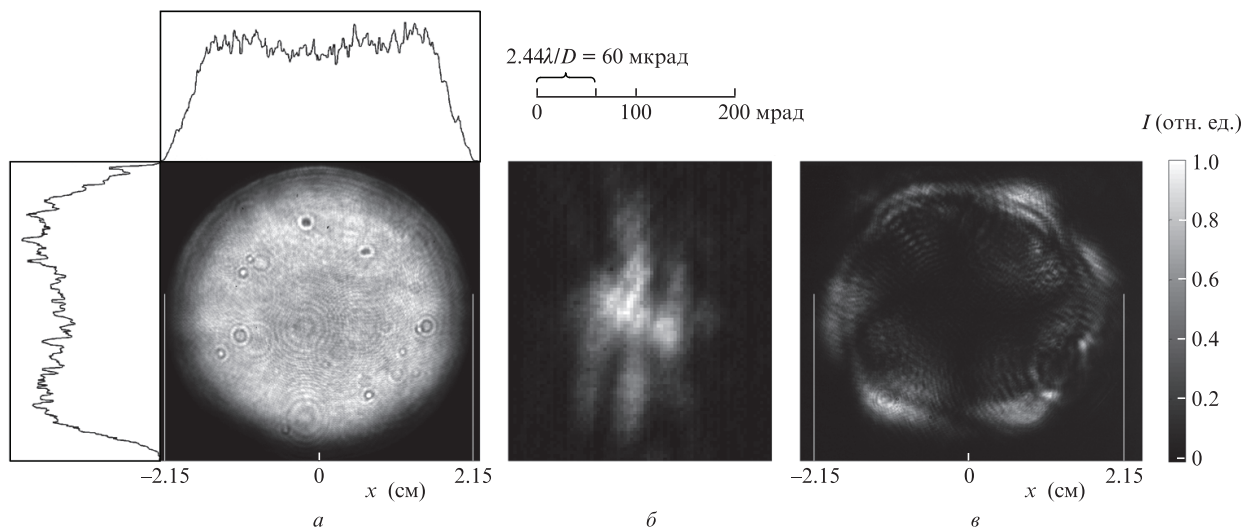 2.44λ/D = 60 мкрад
0 100 200 мрад
I (отн. ед.)
1.0
0.8
0.6
0.4
0.2
0
−2.15 0 2.15
x (см)
−2.15 0 2.15
x (см)
а б в